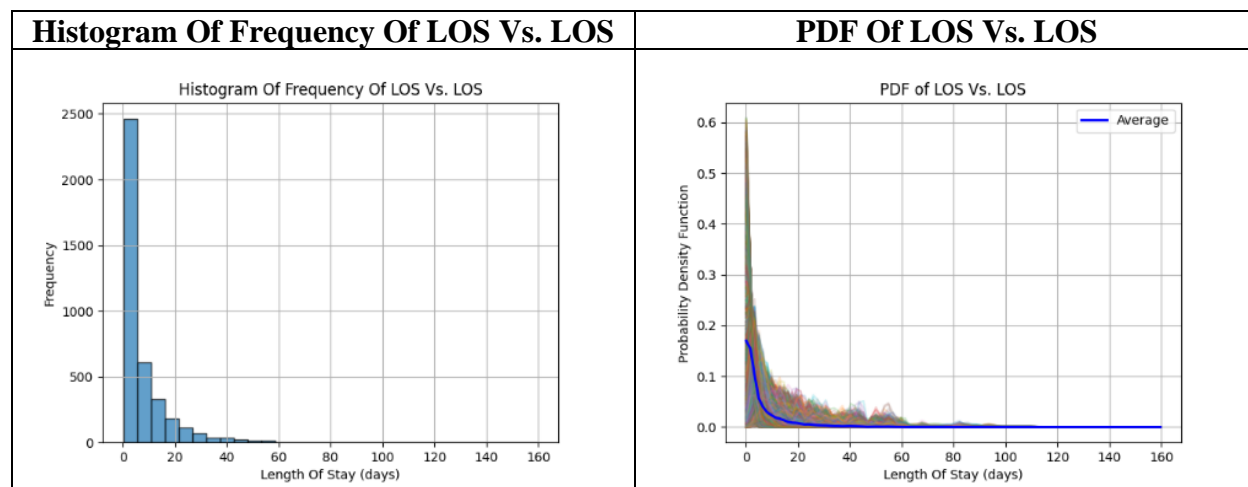 Histogram Of Frequency Of LOS Vs. LOS
PDF Of LOS Vs. LOS
Histogram Of Frequency Of LOS Vs. LOS
2500
2000
1500
1000
500
0
Frequency
0 20 40 60 80 100 120 140 160
Length Of Stay (days)
PDF of LOS Vs. LOS
Average
0.6
0.5
0.4
0.3
0.2
0.1
0.0
Probability Density Function
0 20 40 60 80 100 120 140 160
Length Of Stay (days)